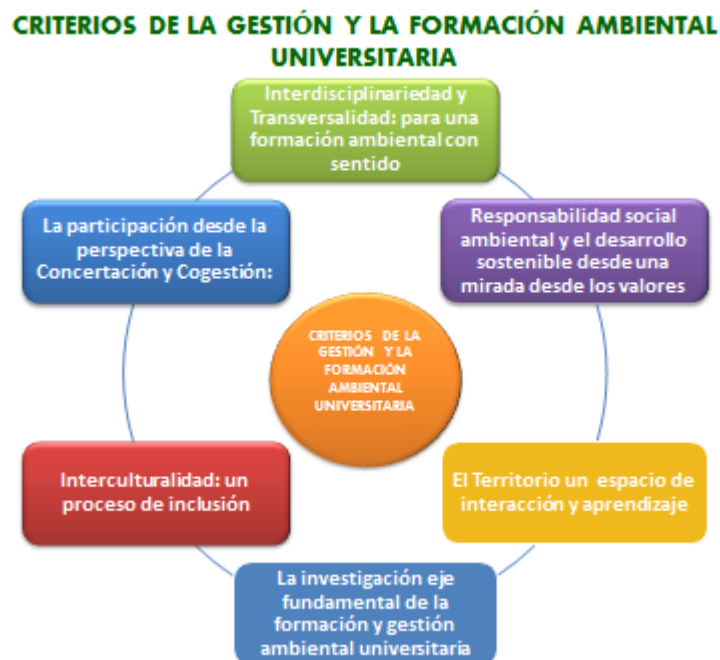 CRITERIOS DE LA GESTIÓN Y LA FORMACIÓN AMBIENTAL
UNIVERSITARIA
Interdisciplinariedad y
Transversalidad: para una
formación ambiental con
sentido
Responsabilidad social
ambiental y el desarrollo
sostenible desde una
mirada desde los valores
El Territorio un espacio de
interacción y aprendizaje
La investigación eje
fundamental de la
formación y gestión
ambiental universitaria
Interculturalidad: un
proceso de inclusión
La participación desde la
perspectiva de la
Concertación y Cogestión:
CRITERIOS DE LA
GESTIÓN Y LA
FORMACIÓN
AMBIENTAL
UNIVERSITARIA